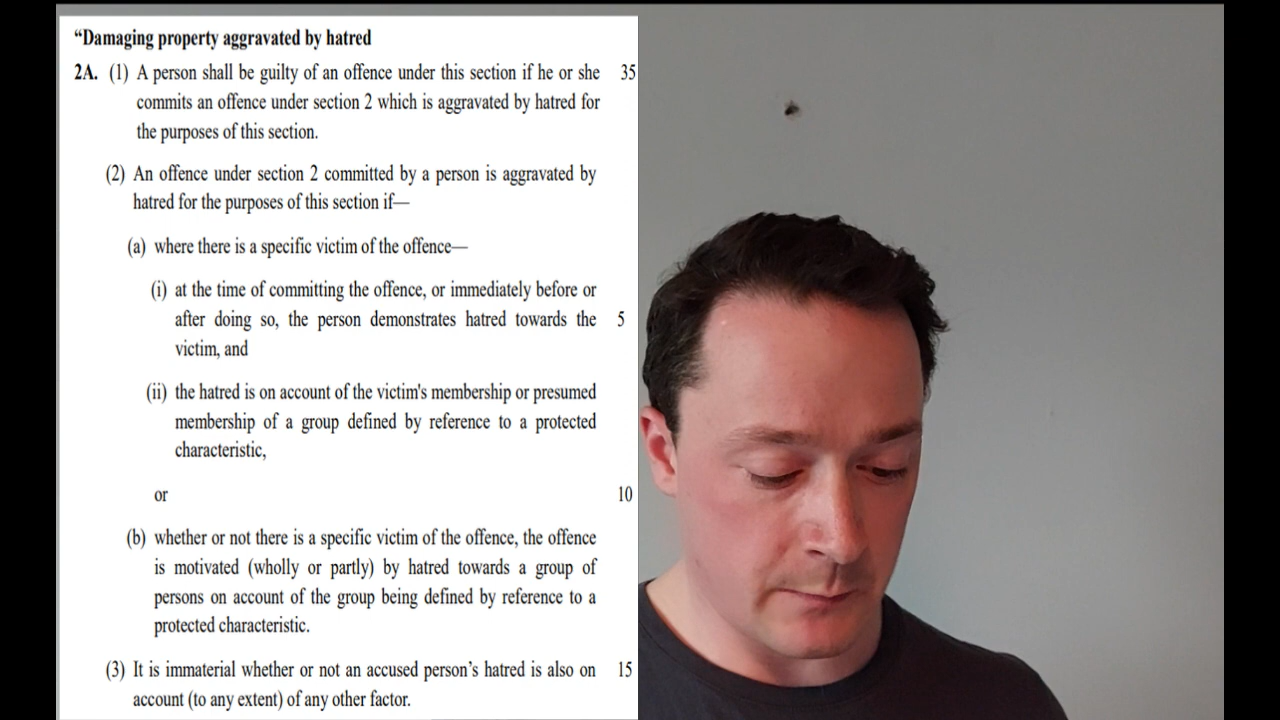 “Damaging property aggravated by hatred
2A. (1) A person shall be guilty of an offence under this section if he or she 35
commits an offence under section 2 which is aggravated by hatred for
the purposes of this section.
(2) An offence under section 2 committed by a person is aggravated by
hatred for the purposes of this section if—
(a) where there is a specific victim of the offence—
(i) at the time of committing the offence, or immediately before or
after doing so, the person demonstrates hatred towards the 5
victim, and
(ii) the hatred is on account of the victim's membership or presumed
membership of a group defined by reference to a protected
characteristic,
or 10
(b) whether or not there is a specific victim of the offence, the offence
is motivated (wholly or partly) by hatred towards a group of
persons on account of the group being defined by reference to a
protected characteristic.
(3) It is immaterial whether or not an accused person’s hatred is also on 15
account (to any extent) of any other factor.